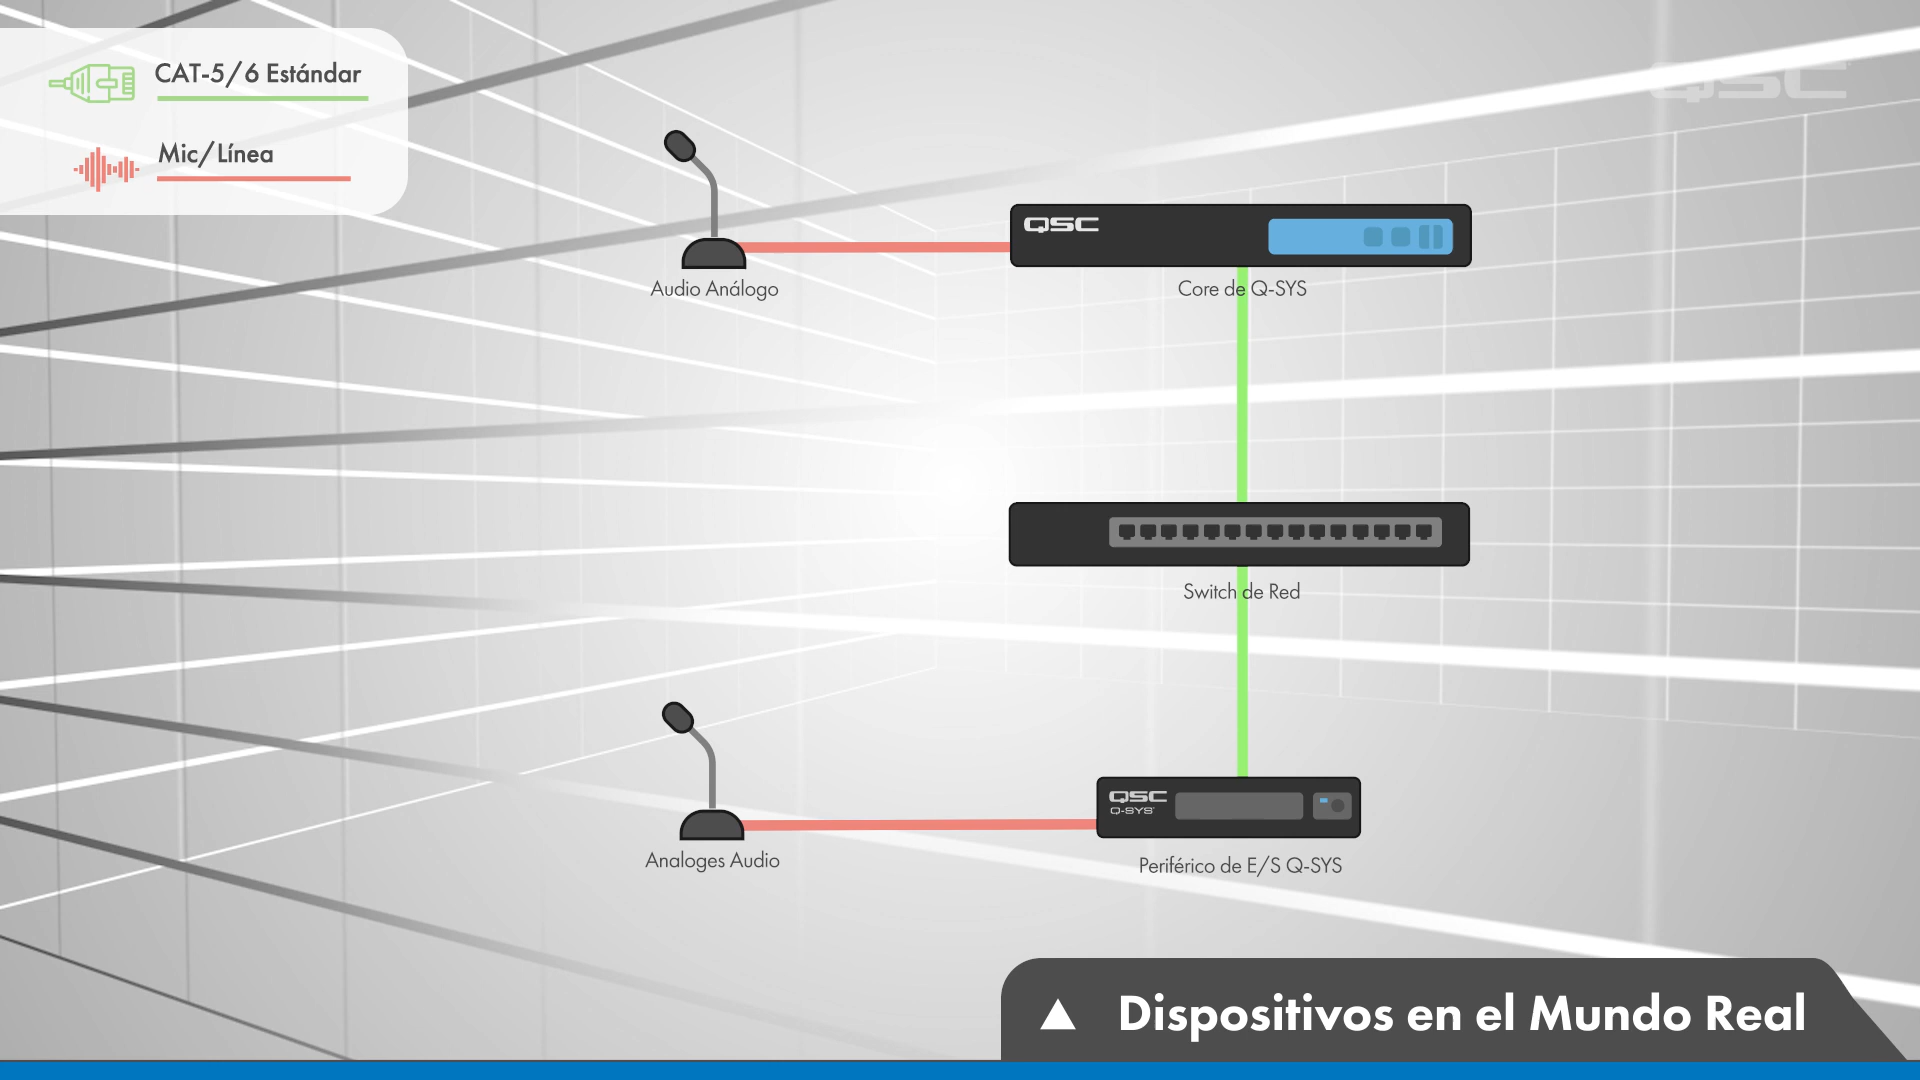 CAT-5/6 Estándar
Mic/Línea
QSC
QSC
Audio Análogo
Core de Q-SYS
Switch de Red
QSC
Q-SYS
Analoges Audio
Periférico de E/S Q-SYS
Dispositivos en el Mundo Real